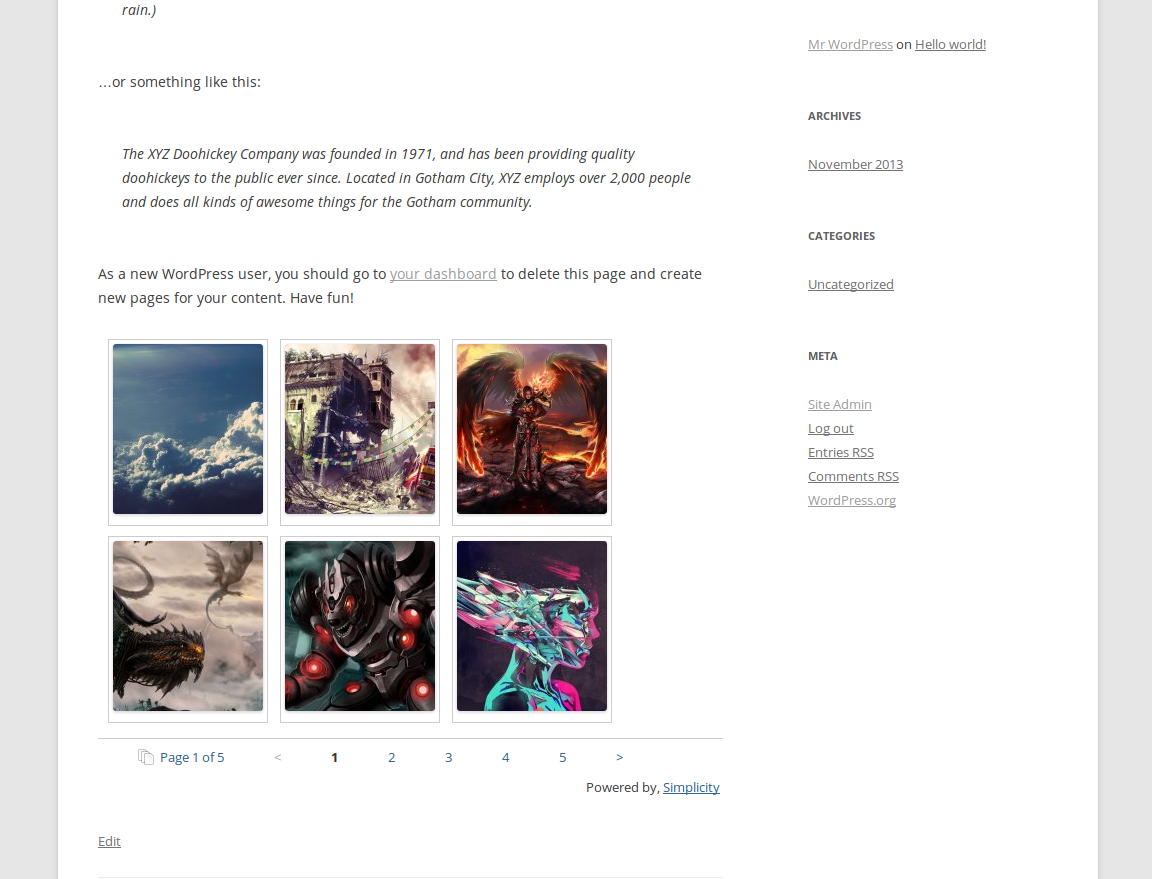 rain.)
…or something like this:
The XYZ Doohickey Company was founded in 1971, and has been providing quality
doohickeys to the public ever since. Located in Gotham City, XYZ employs over 2,000 people
and does all kinds of awesome things for the Gotham community.
As a new WordPress user, you should go to your dashboard to delete this page and create
new pages for your content. Have fun!
Page 1 of 5 < 1 2 3 4 5 >
Powered by, Simplicity
Edit
Mr WordPress on Hello world!
ARCHIVES
November 2013
CATEGORIES
Uncategorized
META
Site Admin
Log out
Entries RSS
Comments RSS
WordPress.org